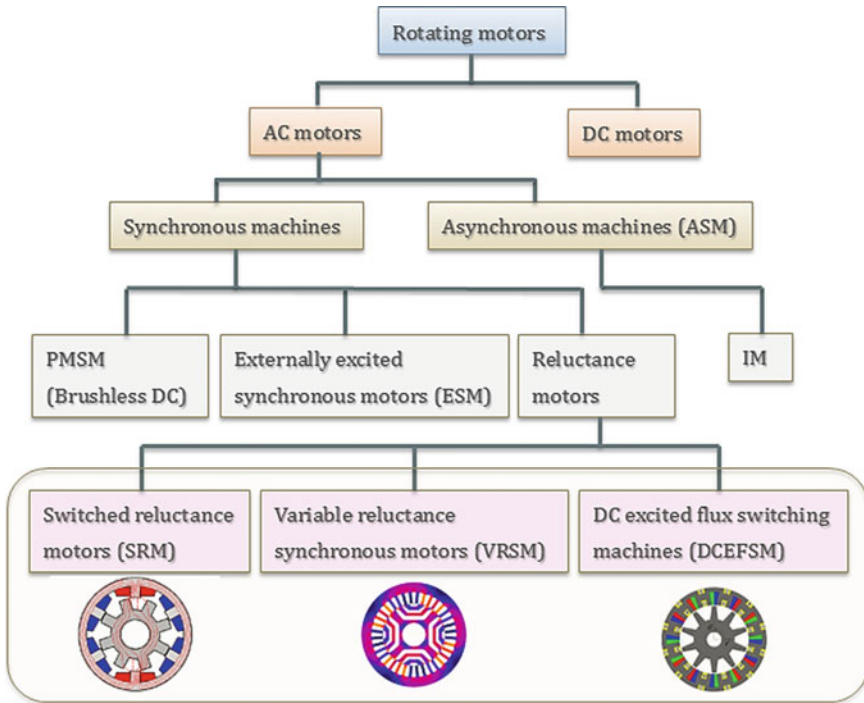 Rotating motors
AC motors
DC motors
Synchronous machines
Asynchronous machines (ASM)
PMSM
(Brushless DC)
Externally excited
synchronous motors (ESM)
Reluctance
motors
IM
Switched reluctance
motors (SRM)
Variable reluctance
synchronous motors (VRSM)
DC excited flux switching
machines (DCEFSM)